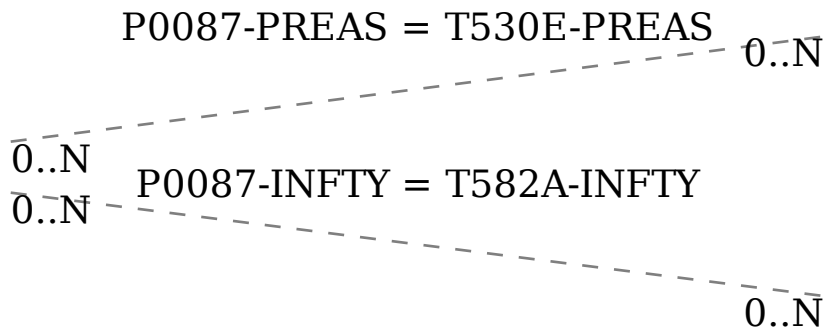 P0087-PREAS = T530E-PREAS
0..N
0..N
P0087-INFTY = T582A-INFTY
0..N
0..N